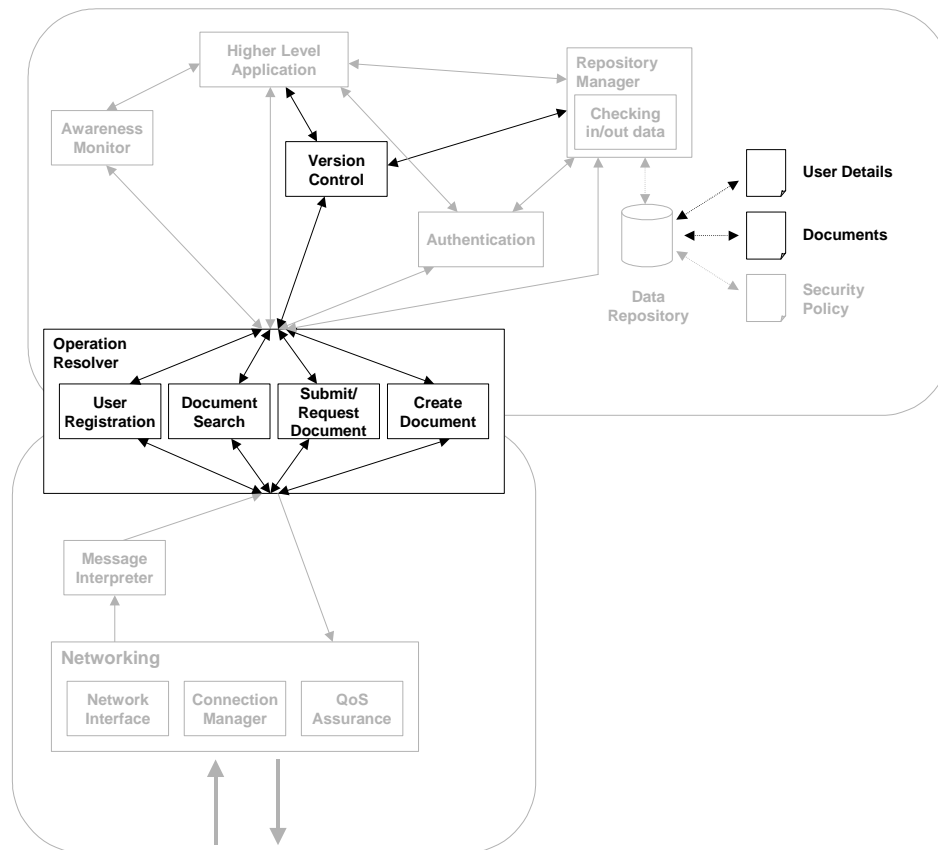 Higher Level
Application
Repository
Manager
Checking
in/out data
Awareness
Monitor
Version
Control
User Details
Authentication
Documents
Data
Repository
Security
Policy
Operation
Resolver
User
Registration
Document
Search
Submit/
Request
Document
Create
Document
Message
Interpreter
Networking
Network
Interface
Connection
Manager
QoS
Assurance